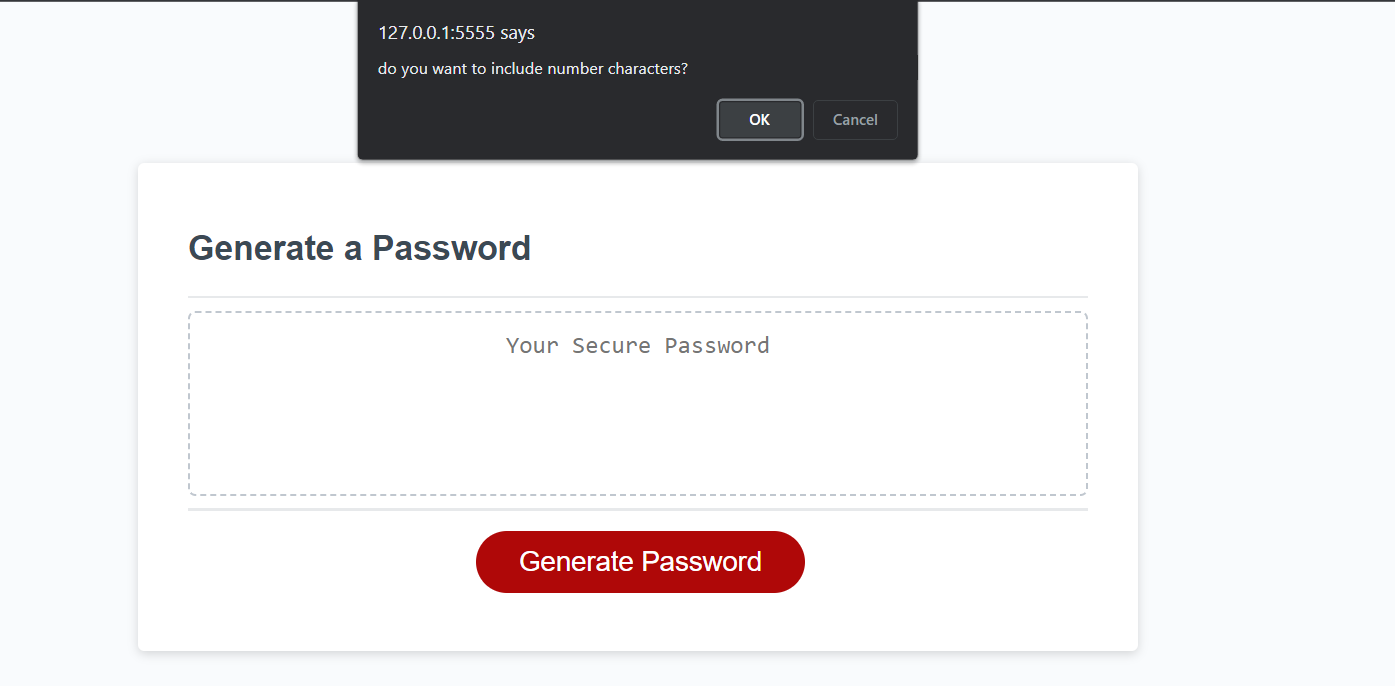 127.0.0.1:5555 says
do you want to include number characters?
OK
Cancel
Generate a Password
Your Secure Password
Generate Password